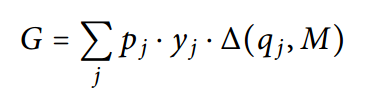 G = ∑_j p_j · y_j · Δ(q_j, M)